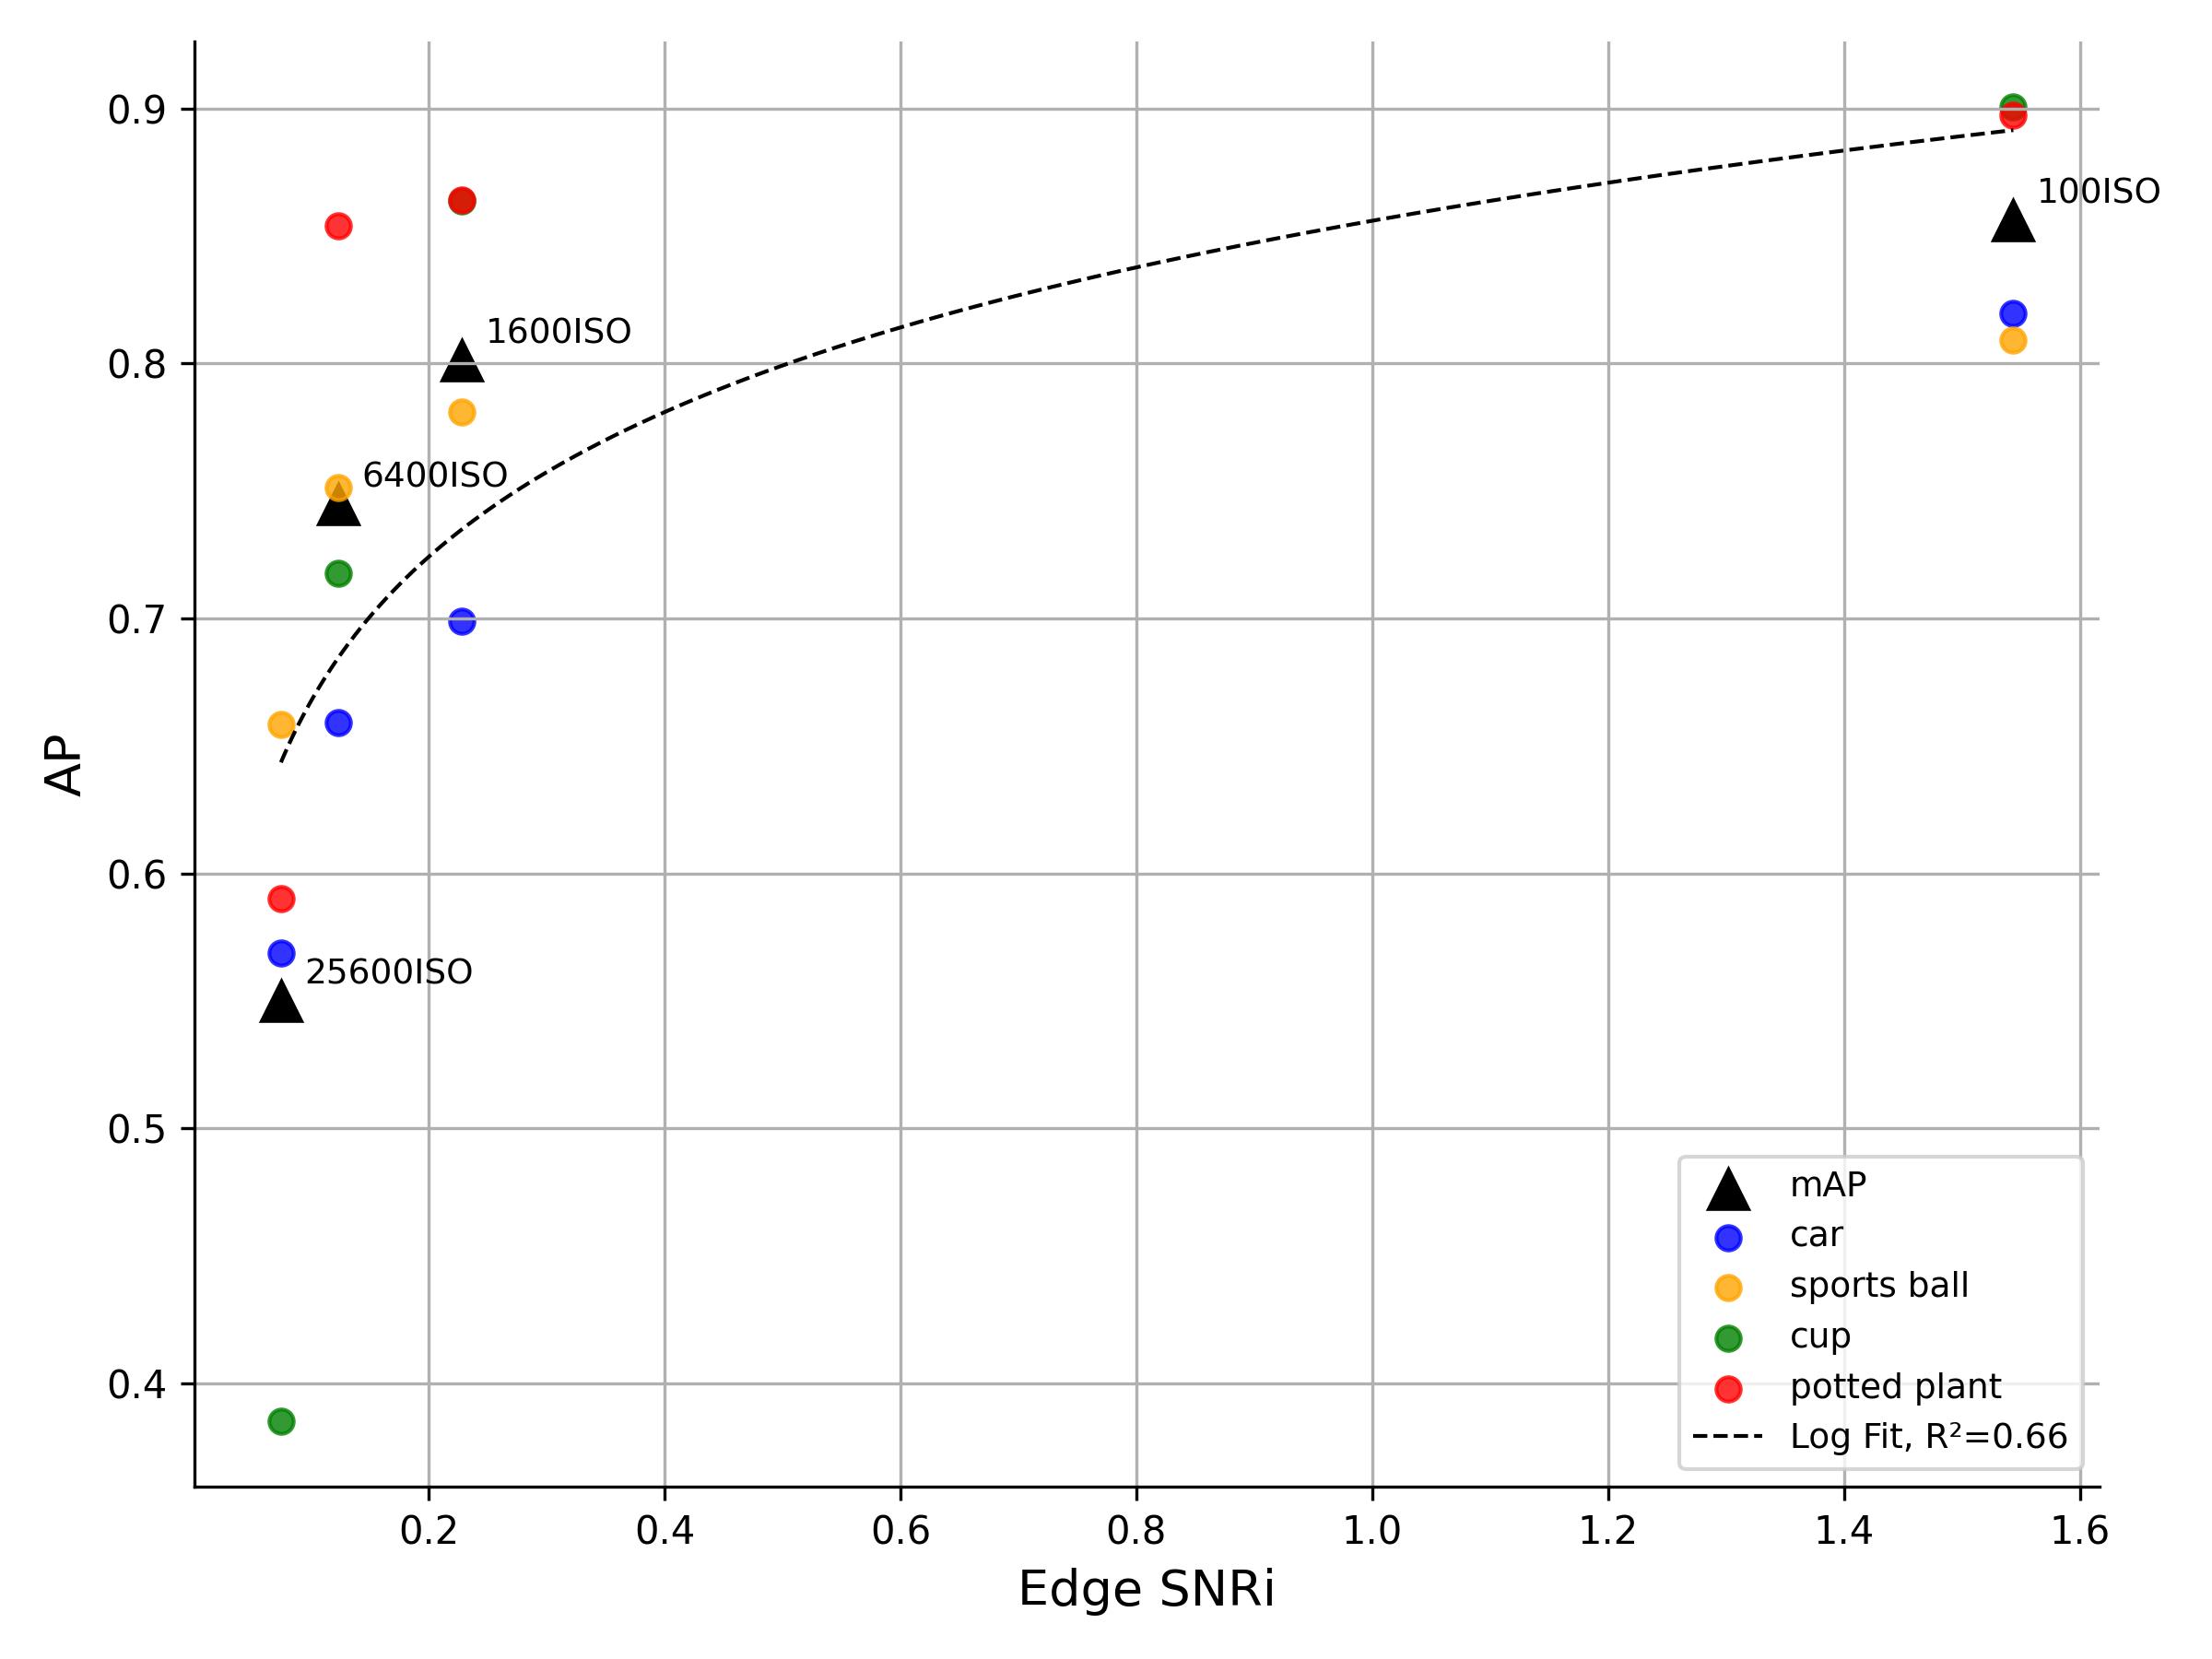 0.9
0.8
0.7
0.6
0.5
0.4
AP
100ISO
1600ISO
6400ISO
25600ISO
mAP
car
sports ball
cup
potted plant
Log Fit, R²=0.66
0.2 0.4 0.6 0.8 1.0 1.2 1.4 1.6
Edge SNRi